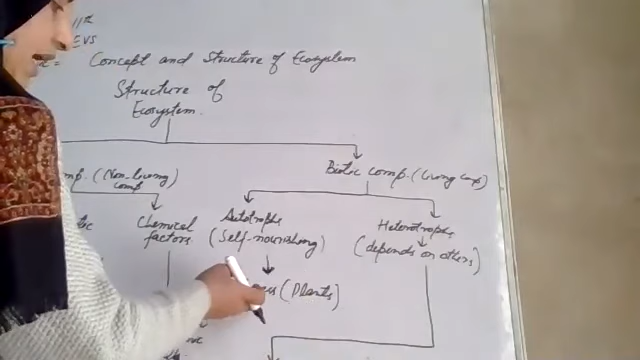 11th
EVS
Concept and Structure of Ecosystem
Structure of
Ecosystem.
mp. (Non-living
comp)
Biotic comp. (Living comp)
Chemical
factors
Autotrophs
(Self-nourishing)
Heterotrophs
(depends on others)
(Plants)